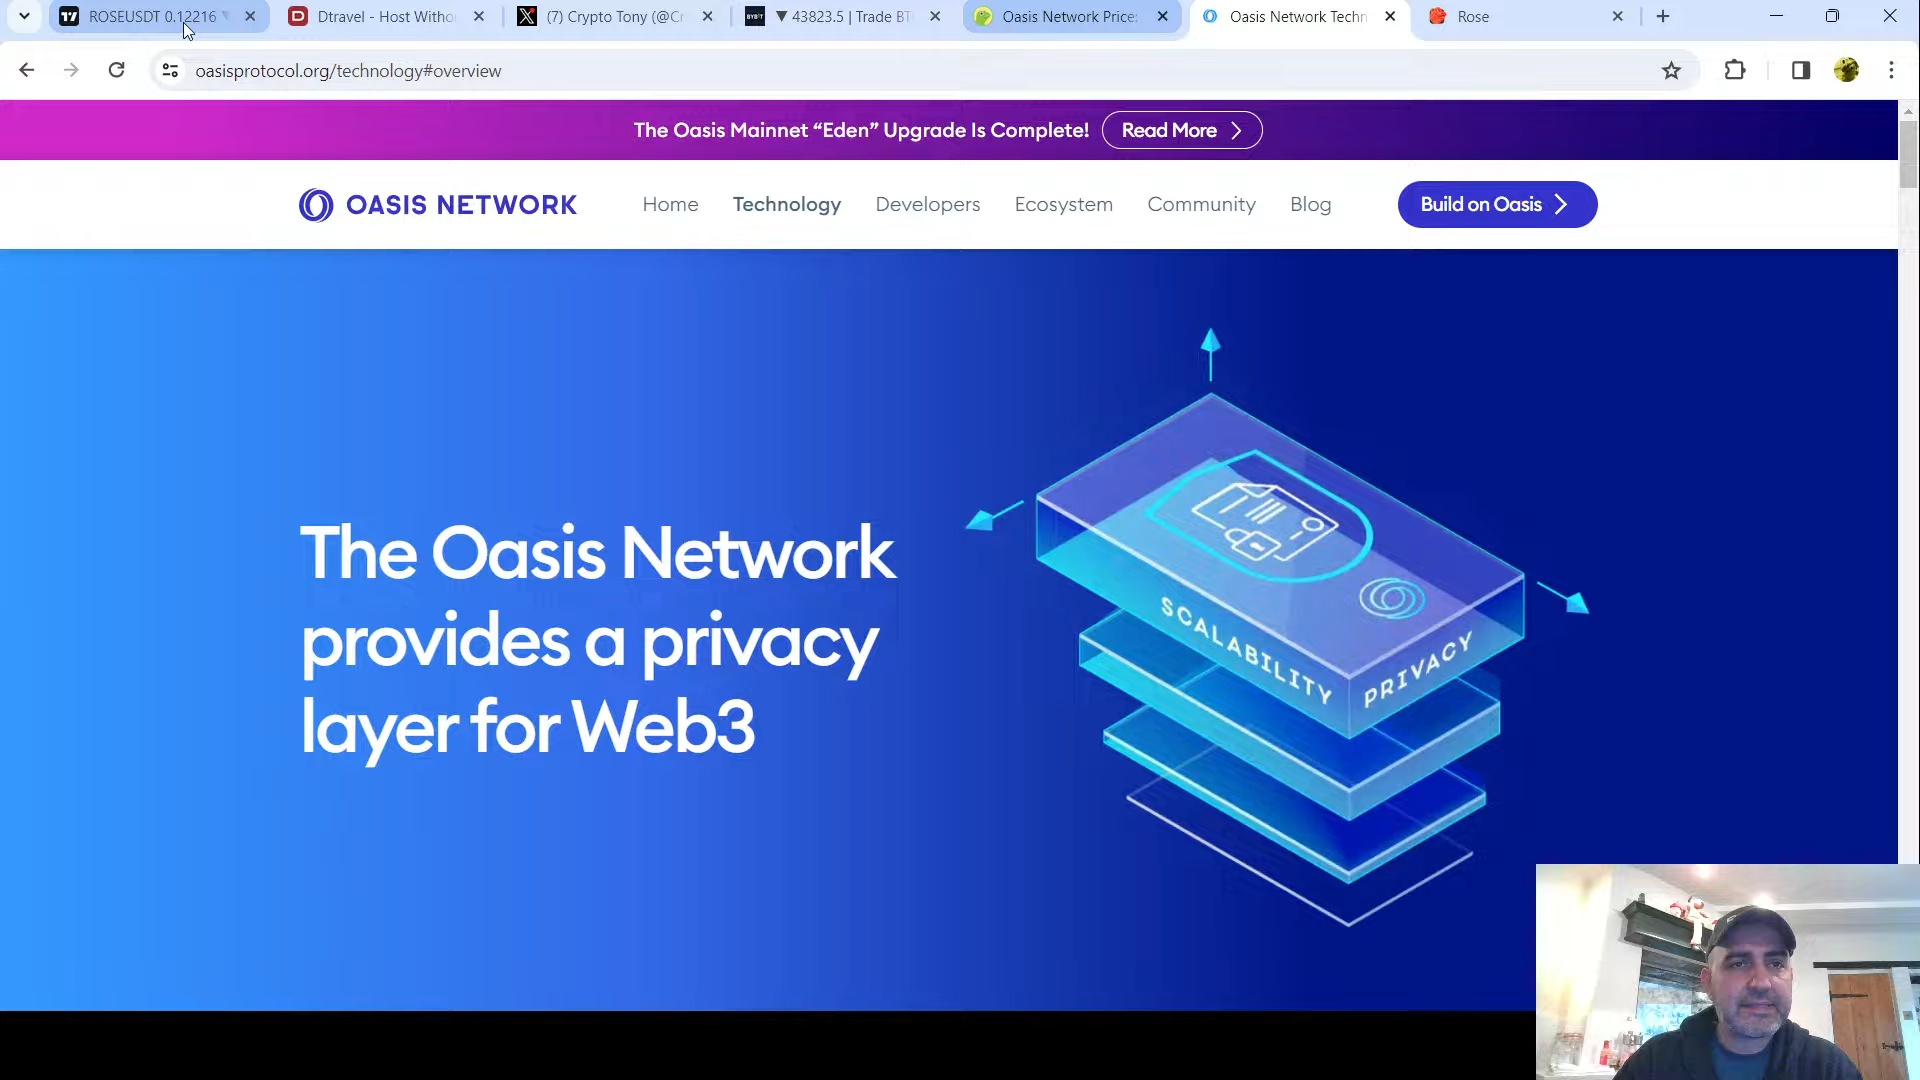 ROSEUSDT 0.12216
Dtravel - Host Witho
(7) Crypto Tony (@Cr
▼ 43823.5 | Trade BT
Oasis Network Price:
Oasis Network Techn
Rose
oasisprotocol.org/technology#overview
The Oasis Mainnet “Eden” Upgrade Is Complete!
Read More
OASIS NETWORK
Home
Technology
Developers
Ecosystem
Community
Blog
Build on Oasis
The Oasis Network
provides a privacy
layer for Web3
SCALABILITY
PRIVACY